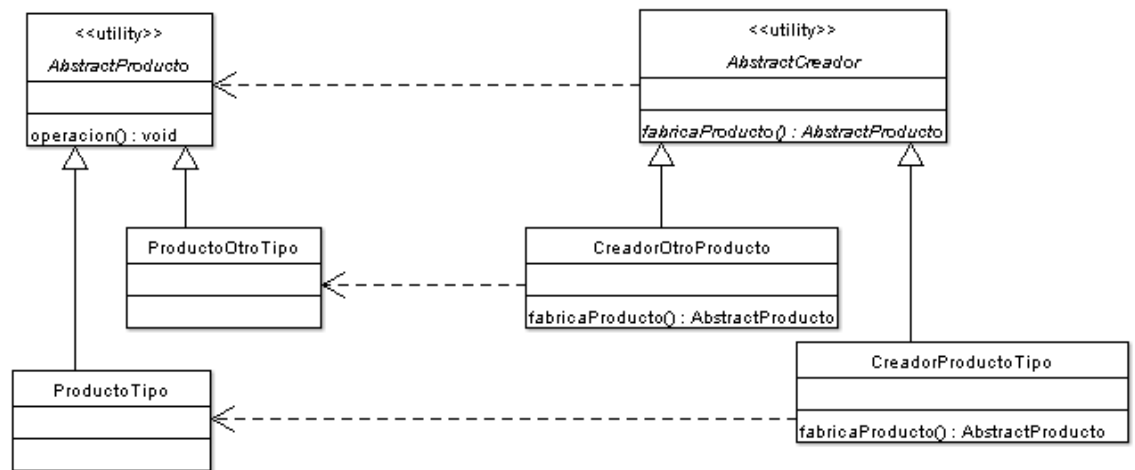 <<utility>>
AbstractProducto
operacion() : void
<<utility>>
AbstractCreador
fabricaProducto() : AbstractProducto
ProductoOtroTipo
CreadorOtroProducto
fabricaProducto() : AbstractProducto
ProductoTipo
CreadorProductoTipo
fabricaProducto() : AbstractProducto